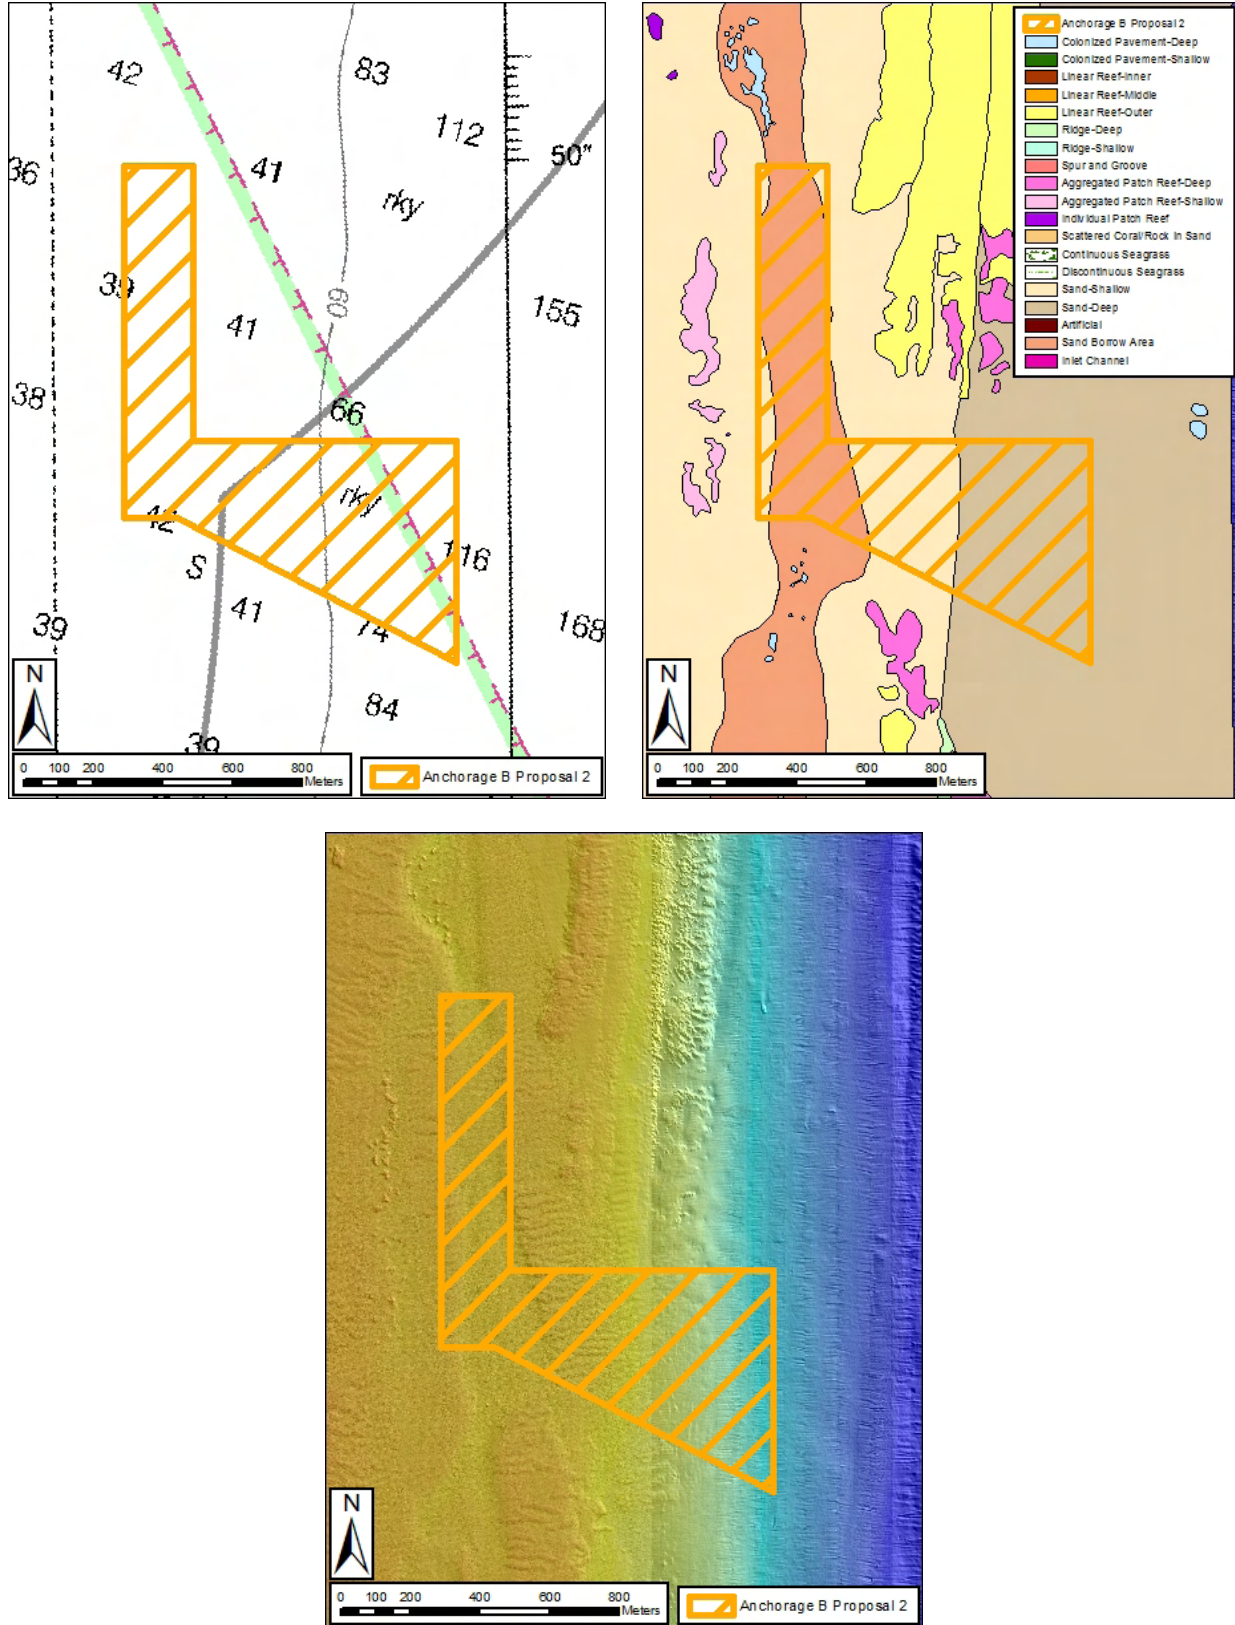 42
83
112
50"
36
41
rky
39
41
60
155
38
66
42
rky
116
S
41
39
74
168
84
39
N
0 100 200 400 600 800
Meters
Anchorage B Proposal 2
Anchorage B Proposal 2
Colonized Pavement-Deep
Colonized Pavement-Shallow
Linear Reef-Inner
Linear Reef-Middle
Linear Reef-Outer
Ridge-Deep
Ridge-Shallow
Spur and Groove
Aggregated Patch Reef-Deep
Aggregated Patch Reef-Shallow
Individual Patch Reef
Scattered Coral/Rock In Sand
Continuous Seagrass
Discontinuous Seagrass
Sand-Shallow
Sand-Deep
Artificial
Sand Borrow Area
Inlet Channel
N
0 100 200 400 600 800
Meters
N
0 100 200 400 600 800
Meters
Anchorage B Proposal 2